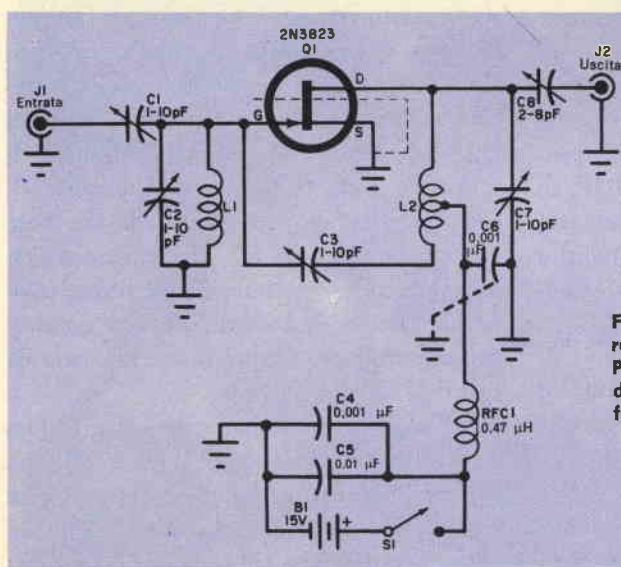 2N3823
Q1
J1
Entrata
J2
Uscita
C1
1-10pF
C8
2-8pF
D
G
S
C2
1-10
pF
L1
L2
C3
1-10pF
C6
0,001
μF
C7
1-10pF
C4
0,001 μF
RFC1
0,47 μH
C5
0,01 μF
B1
15V
+
S1
F
re
P
d
f